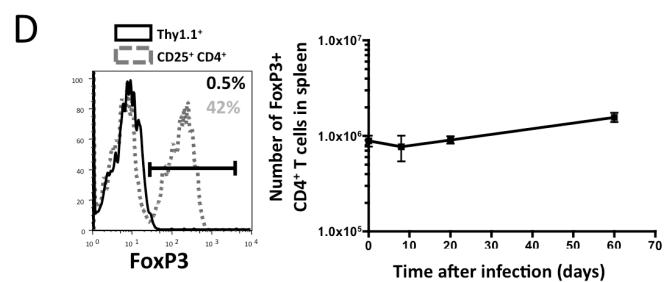 D
Thy1.1⁺
CD25⁺ CD4⁺
100
80
60
40
20
0
0.5%
42%
10⁰ 10¹ 10² 10³ 10⁴
FoxP3
Number of FoxP3+
CD4⁺ T cells in spleen
1.0x10⁷
1.0x10⁶
1.0x10⁵
0 10 20 30 40 50 60 70
Time after infection (days)